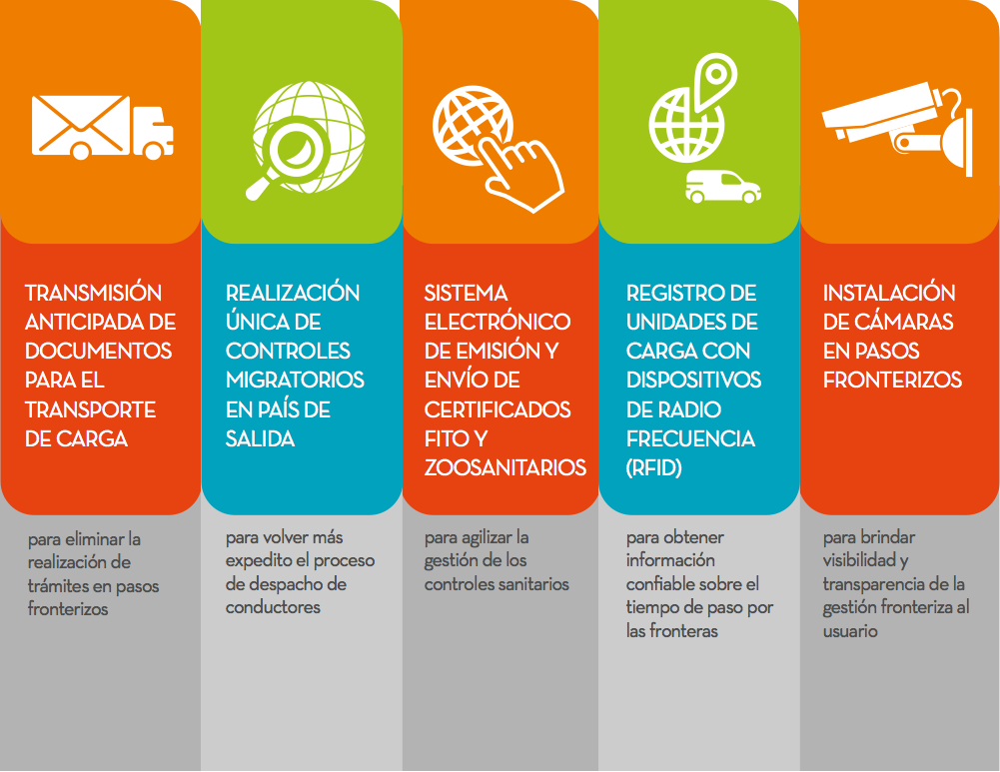 TRANSMISIÓN
ANTICIPADA DE
DOCUMENTOS
PARA EL
TRANSPORTE
DE CARGA
para eliminar la
realización de
trámites en pasos
fronterizos
REALIZACIÓN
ÚNICA DE
CONTROLES
MIGRATORIOS
EN PAÍS DE
SALIDA
para volver más
expedito el proceso
de despacho de
conductores
SISTEMA
ELECTRÓNICO
DE EMISIÓN Y
ENVÍO DE
CERTIFICADOS
FITO Y
ZOOSANITARIOS
para agilizar la
gestión de los
controles sanitarios
REGISTRO DE
UNIDADES DE
CARGA CON
DISPOSITIVOS
DE RADIO
FRECUENCIA
(RFID)
para obtener
información
confiable sobre el
tiempo de paso por
las fronteras
INSTALACIÓN
DE CÁMARAS
EN PASOS
FRONTERIZOS
para brindar
visibilidad y
transparencia de la
gestión fronteriza al
usuario